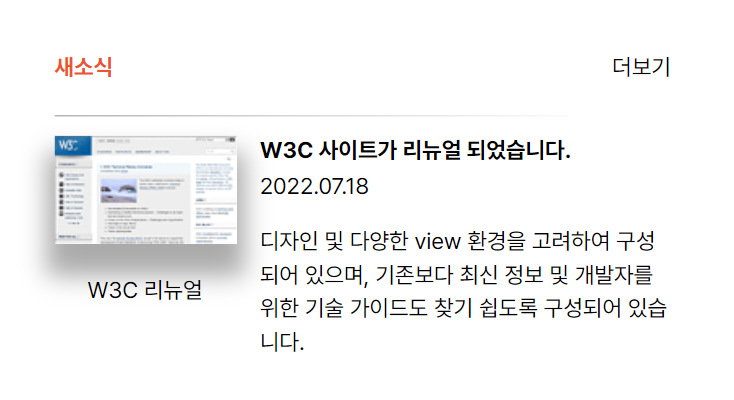 새소식
더보기
W3C
W3C 사이트가 리뉴얼 되었습니다.
2022.07.18
디자인 및 다양한 view 환경을 고려하여 구성
되어 있으며, 기존보다 최신 정보 및 개발자를
위한 기술 가이드도 찾기 쉽도록 구성되어 있습
니다.
W3C 리뉴얼